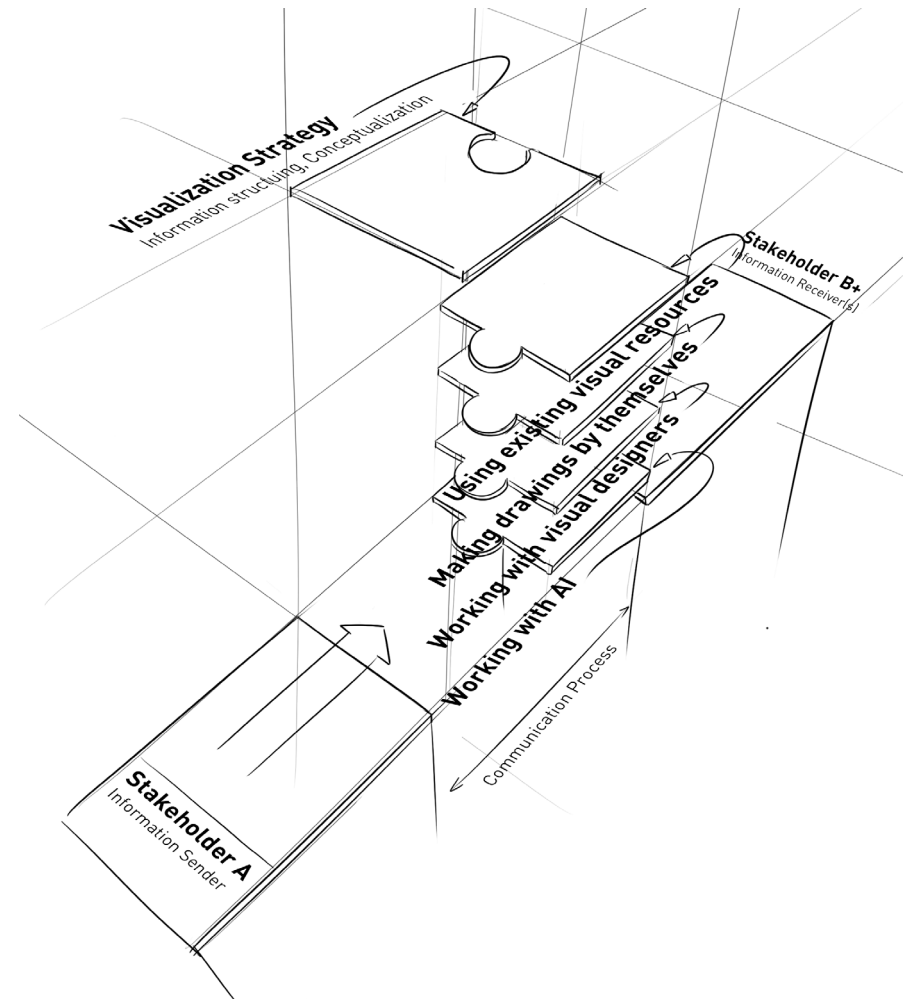 Visualization Strategy
Information structuing, Conceptualization
Stakeholder B+
Information Receiver(s)
Using existing visual resources
Making drawings by themselves
Working with visual designers
Working with AI
Communication Process
Stakeholder A
Information Sender